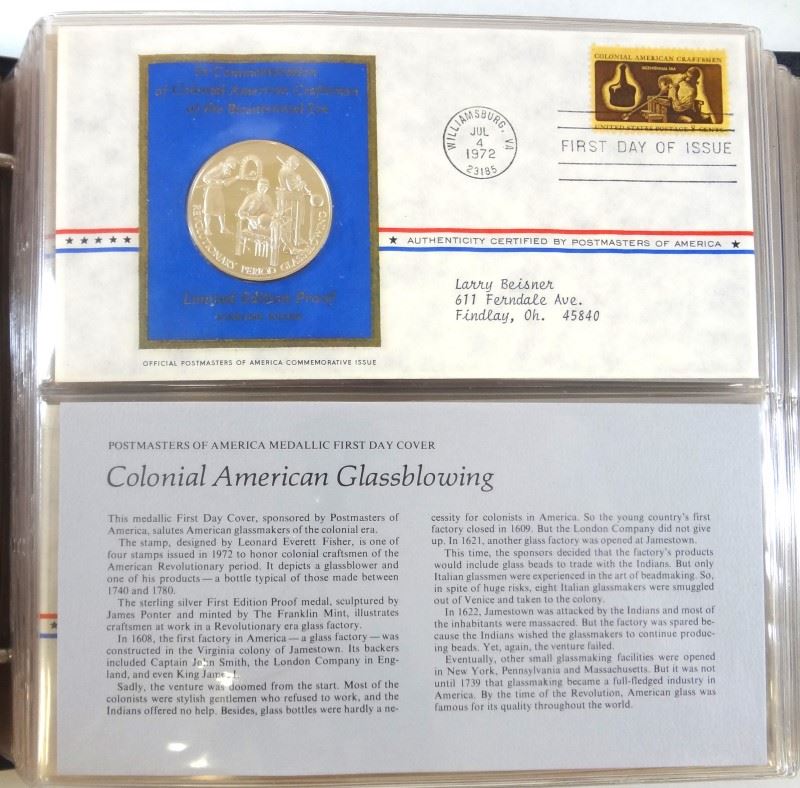 In Commemoration
of Colonial American Craftsmen
of the Bicentennial Era
REVOLUTIONARY PERIOD GLASSBLOWING
Limited Edition Proof
STERLING SILVER
OFFICIAL POSTMASTERS OF AMERICA COMMEMORATIVE ISSUE
WILLIAMSBURG, VA
JUL
4
1972
23185
COLONIAL AMERICAN CRAFTSMEN
BICENTENNIAL ERA
UNITED STATES POSTAGE 8 CENTS
FIRST DAY OF ISSUE
AUTHENTICITY CERTIFIED BY POSTMASTERS OF AMERICA
Larry Beisner
611 Ferndale Ave.
Findlay, Oh. 45840
POSTMASTERS OF AMERICA MEDALLIC FIRST DAY COVER
Colonial American Glassblowing
This medallic First Day Cover, sponsored by Postmasters of
America, salutes American glassmakers of the colonial era.
The stamp, designed by Leonard Everett Fisher, is one of
four stamps issued in 1972 to honor colonial craftsmen of the
American Revolutionary period. It depicts a glassblower and
one of his products — a bottle typical of those made between
1740 and 1780.
The sterling silver First Edition Proof medal, sculptured by
James Ponter and minted by The Franklin Mint, illustrates
craftsmen at work in a Revolutionary era glass factory.
In 1608, the first factory in America — a glass factory — was
constructed in the Virginia colony of Jamestown. Its backers
included Captain John Smith, the London Company in Eng-
land, and even King James I.
Sadly, the venture was doomed from the start. Most of the
colonists were stylish gentlemen who refused to work, and the
Indians offered no help. Besides, glass bottles were hardly a ne-
cessity for colonists in America. So the young country's first
factory closed in 1609. But the London Company did not give
up. In 1621, another glass factory was opened at Jamestown.
This time, the sponsors decided that the factory's products
would include glass beads to trade with the Indians. But only
Italian glassmen were experienced in the art of beadmaking. So,
in spite of huge risks, eight Italian glassmakers were smuggled
out of Venice and taken to the colony.
In 1622, Jamestown was attacked by the Indians and most of
the inhabitants were massacred. But the factory was spared be-
cause the Indians wished the glassmakers to continue produc-
ing beads. Yet, again, the venture failed.
Eventually, other small glassmaking facilities were opened
in New York, Pennsylvania and Massachusetts. But it was not
until 1739 that glassmaking became a full-fledged industry in
America. By the time of the Revolution, American glass was
famous for its quality throughout the world.